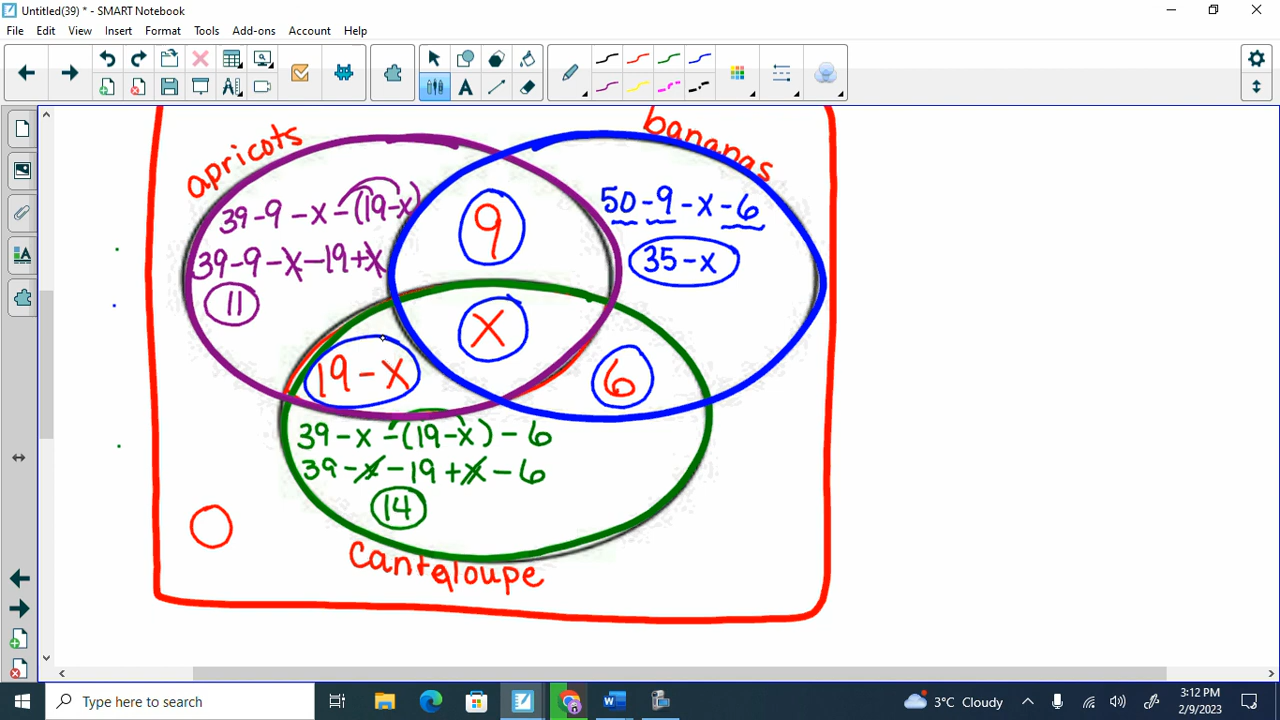 Untitled(39) * - SMART Notebook
File Edit View Insert Format Tools Add-ons Account Help
apricots
bananas
39-9-x-(19-x)
39-9-x-19+x
11
9
50-9-x-6
35-x
x
19-x
6
39-x-(19-x)-6
39-x-19+x-6
14
Cantaloupe
Type here to search
3°C Cloudy
3:12 PM
2/9/2023